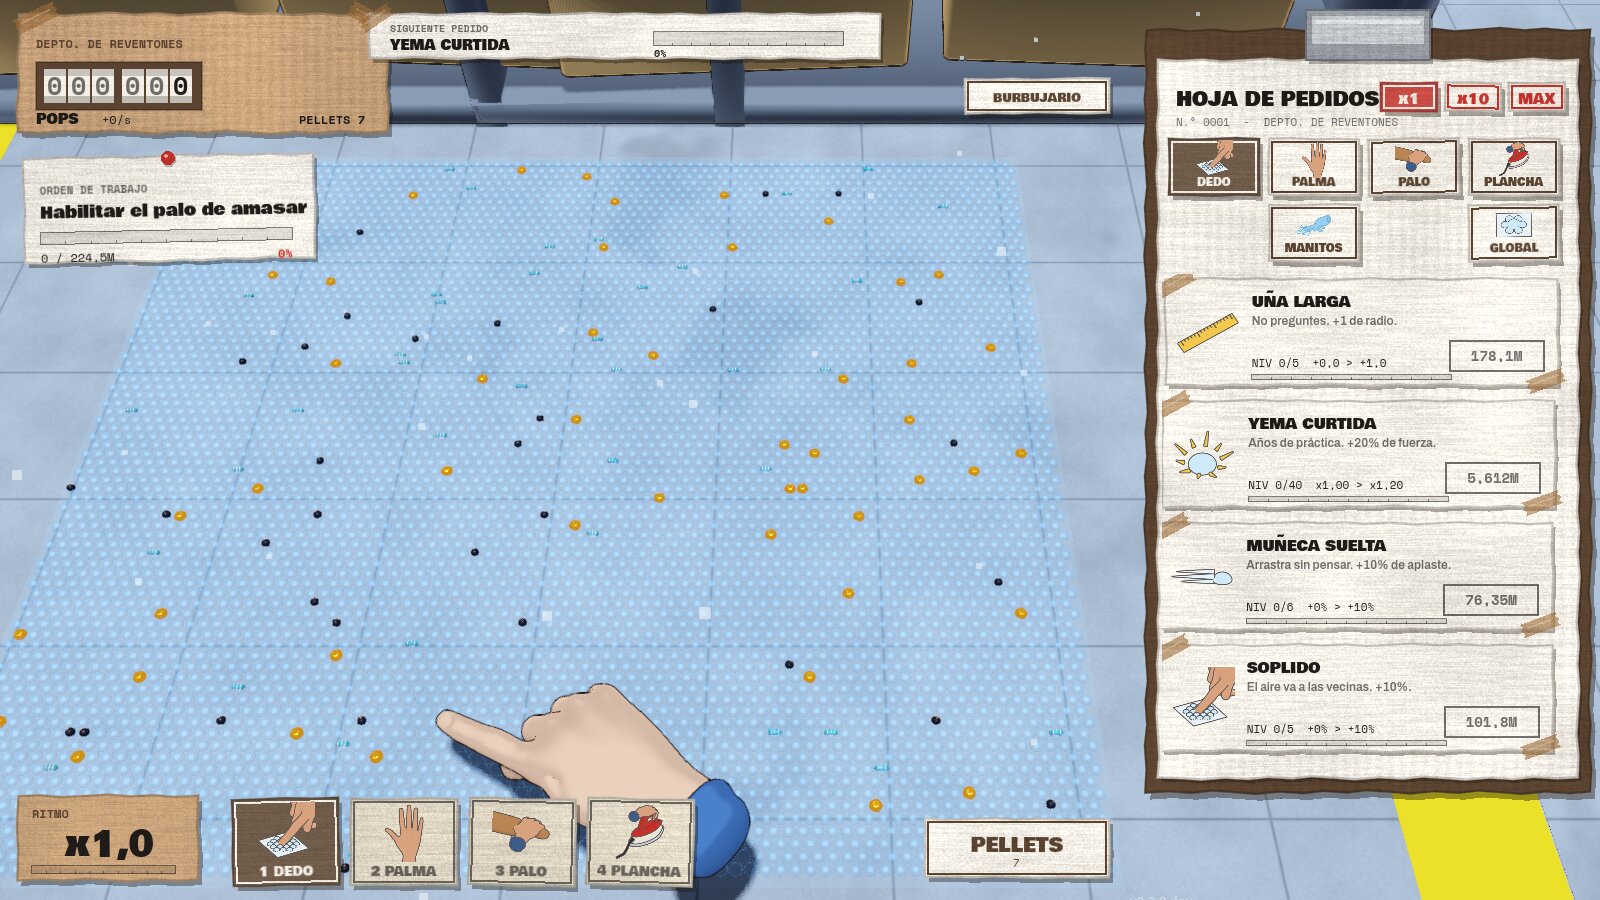 DEPTO. DE REVENTONES
000000
POPS +0/s PELLETS 7
SIGUIENTE PEDIDO
YEMA CURTIDA
0%
BURBUJARIO
ORDEN DE TRABAJO
Habilitar el palo de amasar
0 / 224.5M 0%
HOJA DE PEDIDOS x1 x10 MAX
N.° 0001 - DEPTO. DE REVENTONES
DEDO PALMA PALO PLANCHA
MANITOS GLOBAL
UÑA LARGA
No preguntes. +1 de radio.
NIV 0/5 +0,0 > +1,0 178,1M
YEMA CURTIDA
Años de práctica. +20% de fuerza.
NIV 0/40 x1,00 > x1,20 5,612M
MUÑECA SUELTA
Arrastra sin pensar. +10% de aplaste.
NIV 0/6 +0% > +10% 76,35M
SOPLIDO
El aire va a las vecinas. +10%.
NIV 0/5 +0% > +10% 101,8M
RITMO
x1,0
1 DEDO 2 PALMA 3 PALO 4 PLANCHA
PELLETS
7